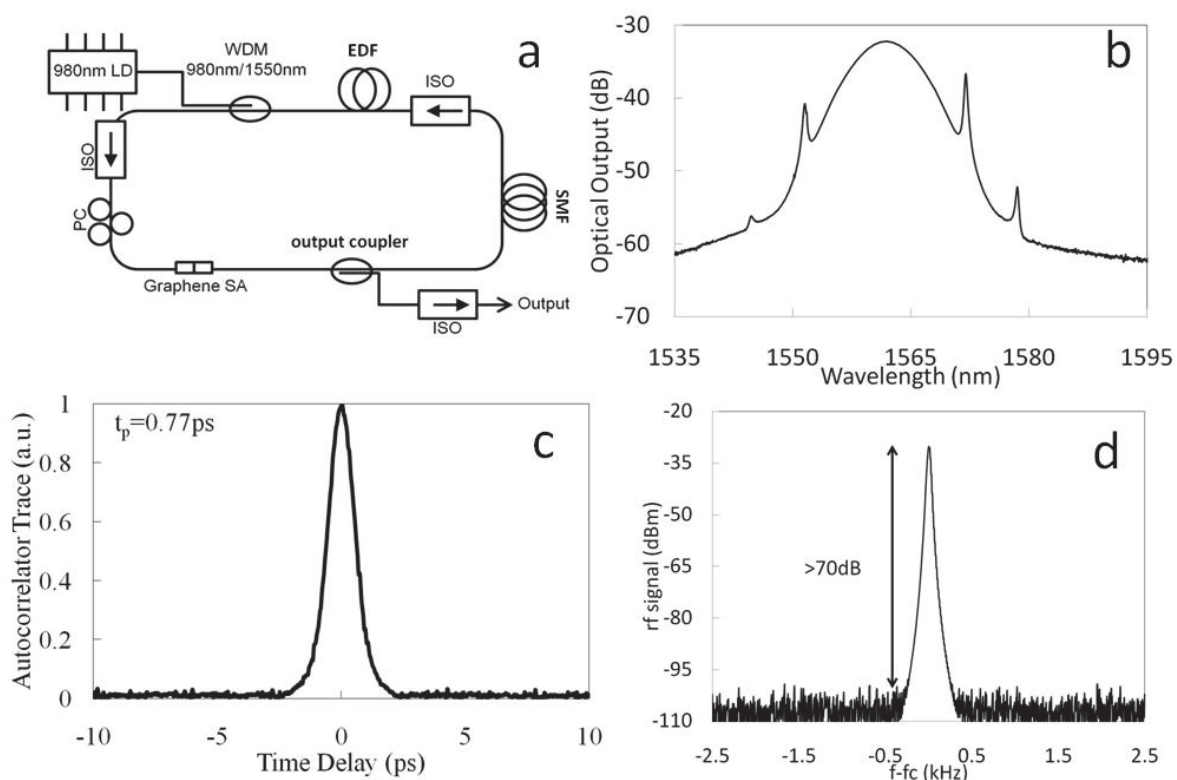 a
980nm LD
WDM
980nm/1550nm
EDF
ISO
ISO
PC
SMF
output coupler
Graphene SA
Output
ISO
b
Optical Output (dB)
-30
-40
-50
-60
-70
1535
1550
1565
1580
1595
Wavelength (nm)
c
tp=0.77ps
Autocorrelator Trace (a.u.)
1
0.8
0.6
0.4
0.2
0
-10
-5
0
5
10
Time Delay (ps)
d
rf signal (dBm)
-20
-35
-50
-65
-80
-95
-110
>70dB
-2.5
-1.5
-0.5
0.5
1.5
2.5
f-fc (kHz)